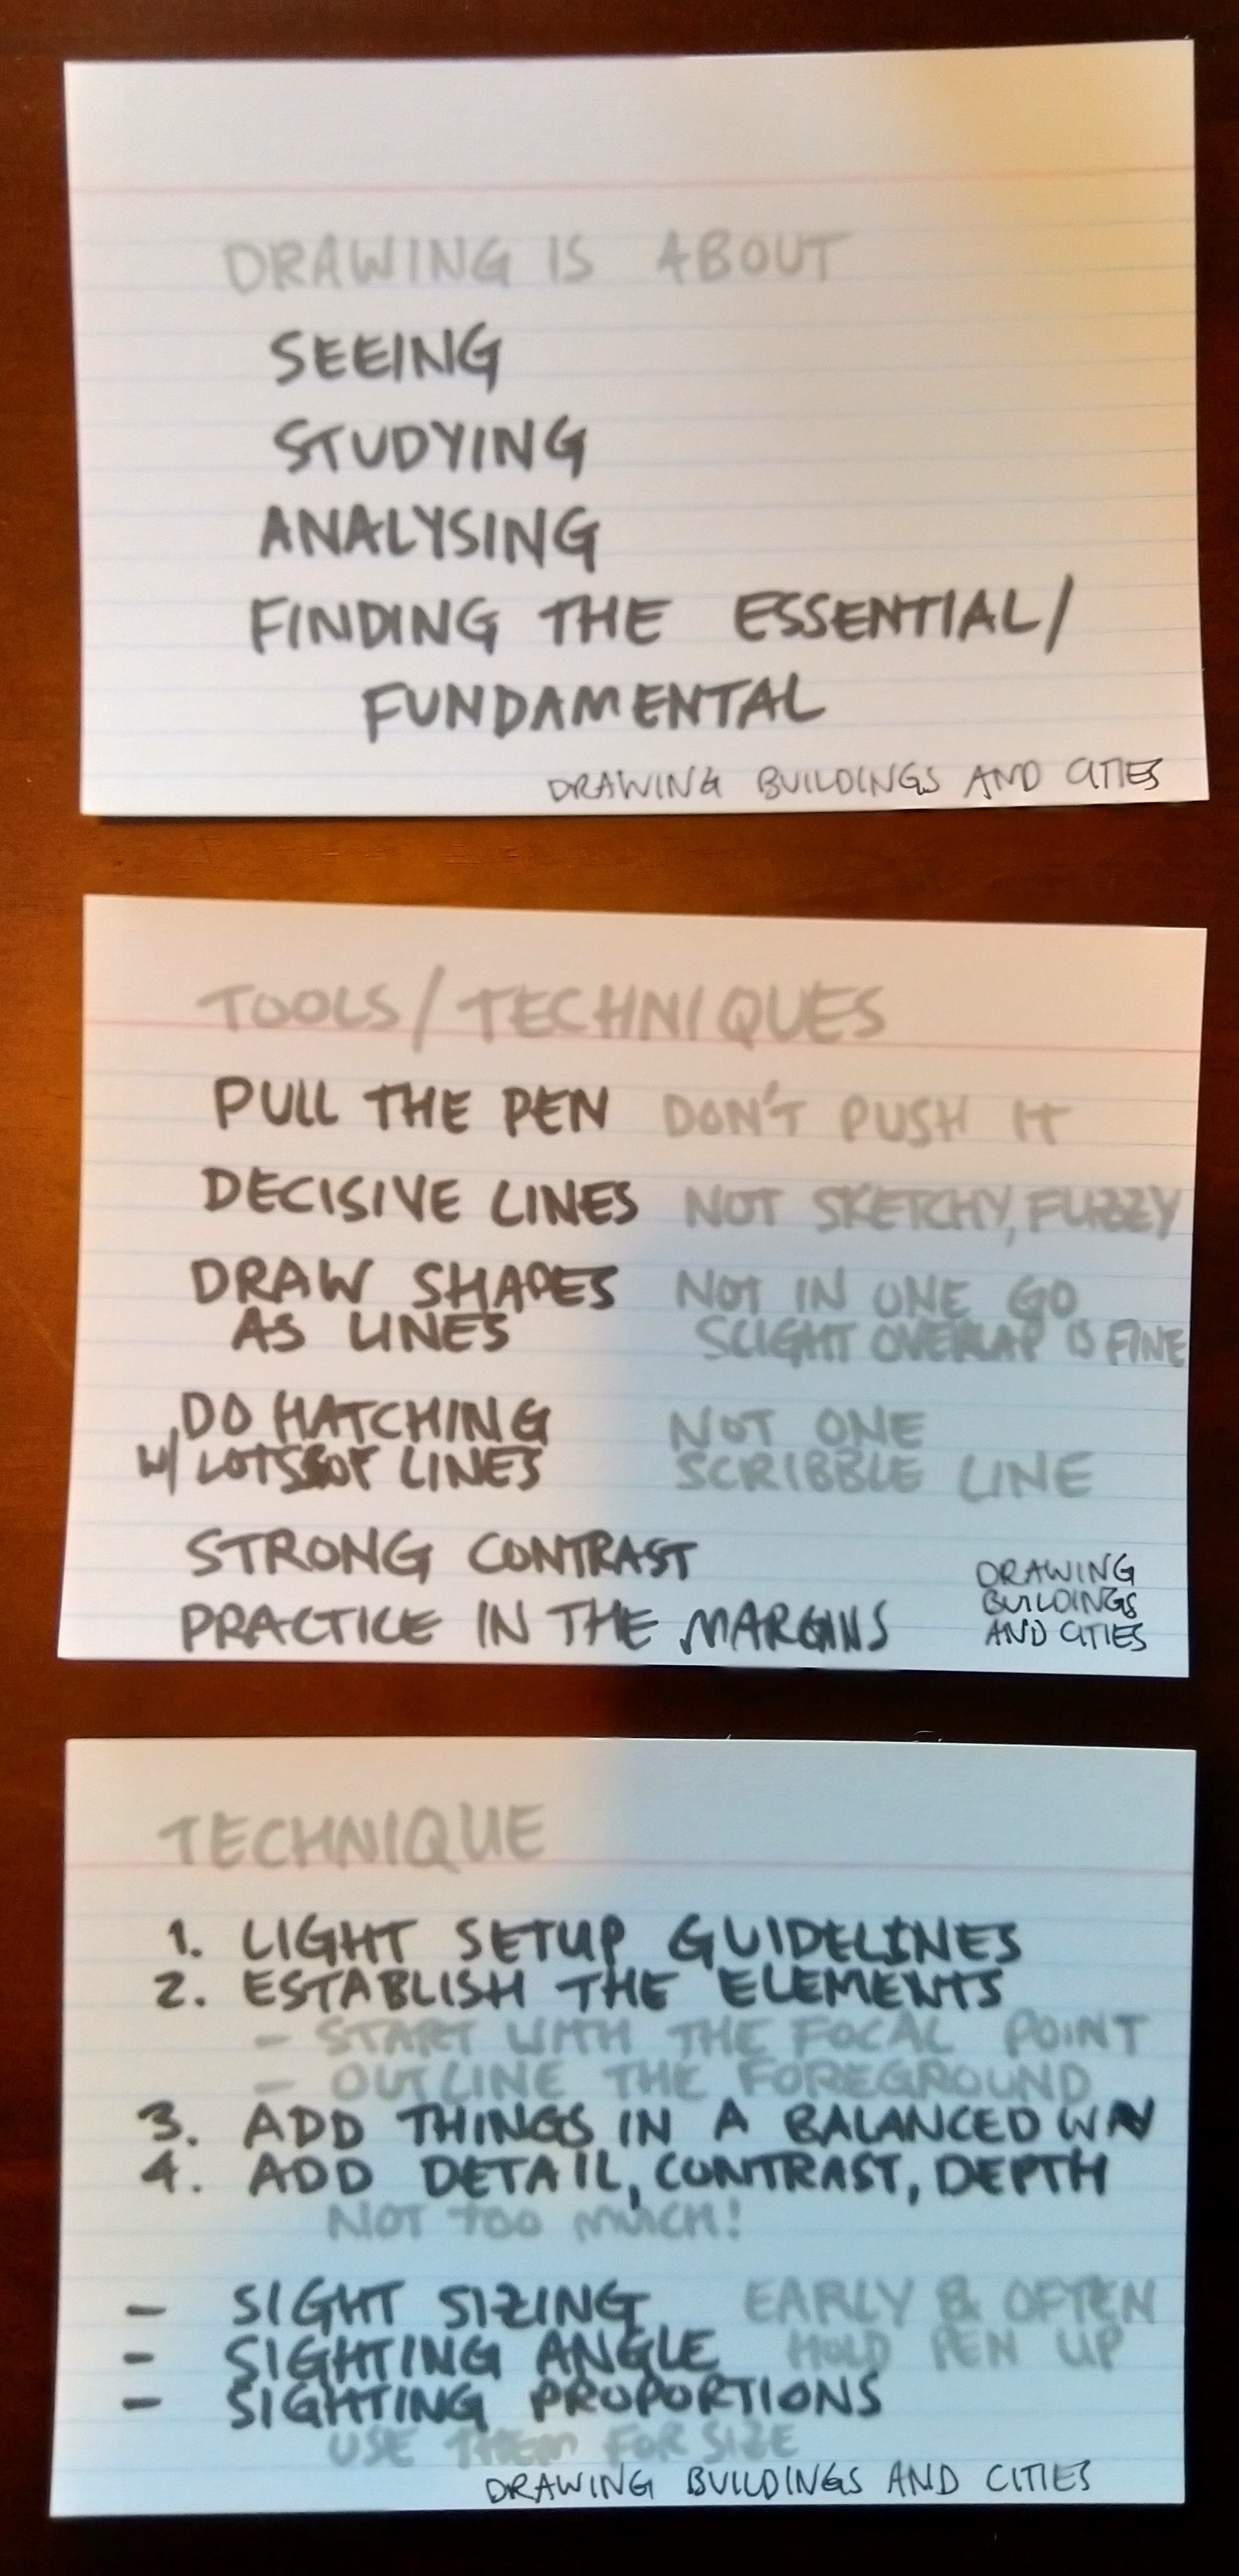 DRAWING IS ABOUT
SEEING
STUDYING
ANALYSING
FINDING THE ESSENTIAL/
FUNDAMENTAL
DRAWING BUILDINGS AND CITIES
TOOLS/TECHNIQUES
PULL THE PEN DON'T PUSH IT
DECISIVE LINES NOT SKETCHY, FUZZY
DRAW SHAPES NOT IN ONE GO
AS LINES SLIGHT OVERLAP IS FINE
DO HATCHING NOT ONE
W/ LOTS OF LINES SCRIBBLE LINE
STRONG CONTRAST
PRACTICE IN THE MARGINS
DRAWING
BUILDINGS
AND CITIES
TECHNIQUE
1. LIGHT SETUP GUIDELINES
2. ESTABLISH THE ELEMENTS
- START WITH THE FOCAL POINT
- OUTLINE THE FOREGROUND
3. ADD THINGS IN A BALANCED WAY
4. ADD DETAIL, CONTRAST, DEPTH
NOT TOO MUCH!
- SIGHT SIZING EARLY & OFTEN
- SIGHTING ANGLE HOLD PEN UP
- SIGHTING PROPORTIONS
USE THEM FOR SIZE
DRAWING BUILDINGS AND CITIES